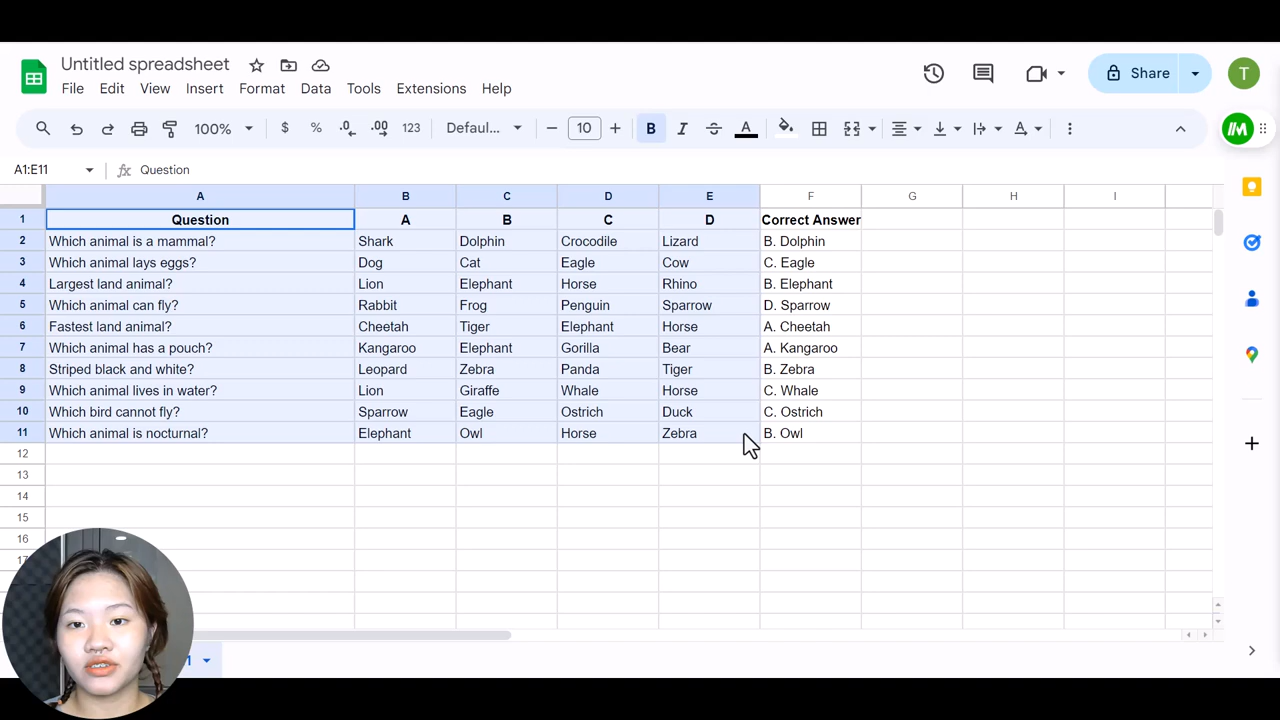 Untitled spreadsheet
File Edit View Insert Format Data Tools Extensions Help
Share
T
100% $ % .0 .00 123 Defaul... 10 B I A
A1:E11 Question
A B C D E F G H I
1 Question A B C D Correct Answer
2 Which animal is a mammal? Shark Dolphin Crocodile Lizard B. Dolphin
3 Which animal lays eggs? Dog Cat Eagle Cow C. Eagle
4 Largest land animal? Lion Elephant Horse Rhino B. Elephant
5 Which animal can fly? Rabbit Frog Penguin Sparrow D. Sparrow
6 Fastest land animal? Cheetah Tiger Elephant Horse A. Cheetah
7 Which animal has a pouch? Kangaroo Elephant Gorilla Bear A. Kangaroo
8 Striped black and white? Leopard Zebra Panda Tiger B. Zebra
9 Which animal lives in water? Lion Giraffe Whale Horse C. Whale
10 Which bird cannot fly? Sparrow Eagle Ostrich Duck C. Ostrich
11 Which animal is nocturnal? Elephant Owl Horse Zebra B. Owl
12
13
14
15
16
17
1